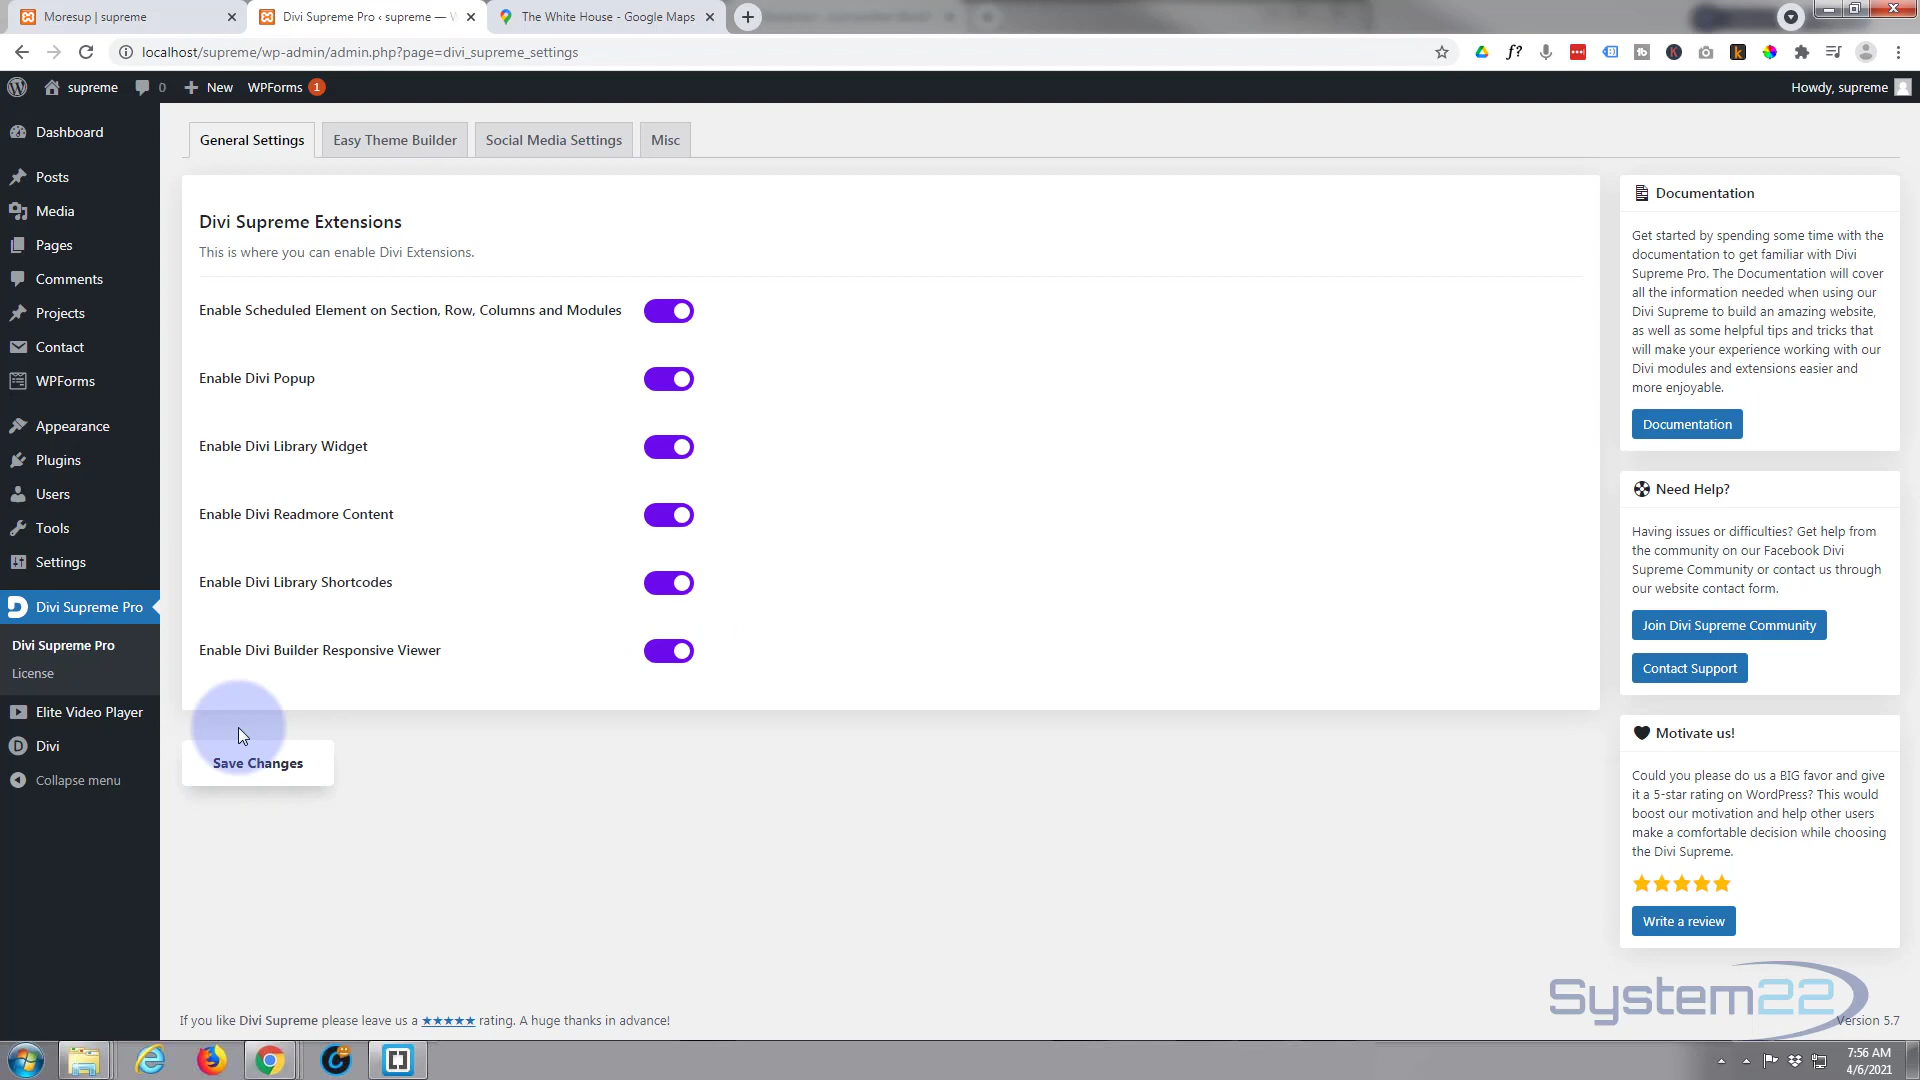 Moresup | supreme
Divi Supreme Pro ‹ supreme — W
The White House - Google Maps
localhost/supreme/wp-admin/admin.php?page=divi_supreme_settings
supreme
0
New
WPForms 1
Howdy, supreme
Dashboard
Posts
Media
Pages
Comments
Projects
Contact
WPForms
Appearance
Plugins
Users
Tools
Settings
Divi Supreme Pro
Divi Supreme Pro
License
Elite Video Player
Divi
Collapse menu
General Settings
Easy Theme Builder
Social Media Settings
Misc
Divi Supreme Extensions
This is where you can enable Divi Extensions.
Enable Scheduled Element on Section, Row, Columns and Modules
Enable Divi Popup
Enable Divi Library Widget
Enable Divi Readmore Content
Enable Divi Library Shortcodes
Enable Divi Builder Responsive Viewer
Save Changes
Documentation
Get started by spending some time with the
documentation to get familiar with Divi
Supreme Pro. The Documentation will cover
all the information needed when using our
Divi Supreme to build an amazing website,
as well as some helpful tips and tricks that
will make your experience working with our
Divi modules and extensions easier and
more enjoyable.
Documentation
Need Help?
Having issues or difficulties? Get help from
the community on our Facebook Divi
Supreme Community or contact us through
our website contact form.
Join Divi Supreme Community
Contact Support
Motivate us!
Could you please do us a BIG favor and give
it a 5-star rating on WordPress? This would
boost our motivation and help other users
make a comfortable decision while choosing
the Divi Supreme.
Write a review
If you like Divi Supreme please leave us a ★★★★★ rating. A huge thanks in advance!
System22
Version 5.7
7:56 AM
4/6/2021